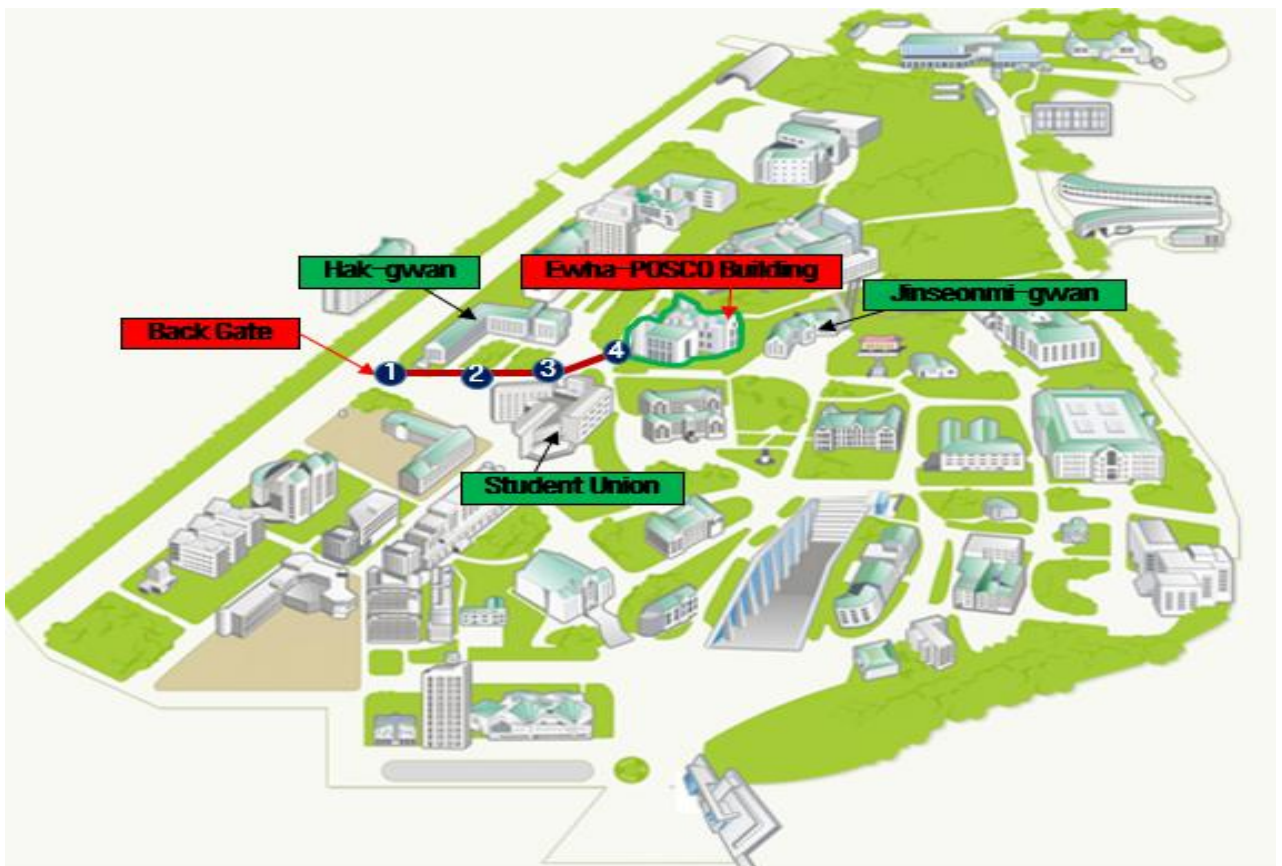 Hak-gwan
Ewha-POSCO Building
Jinseonmi-gwan
Back Gate
1
2
3
4
Student Union